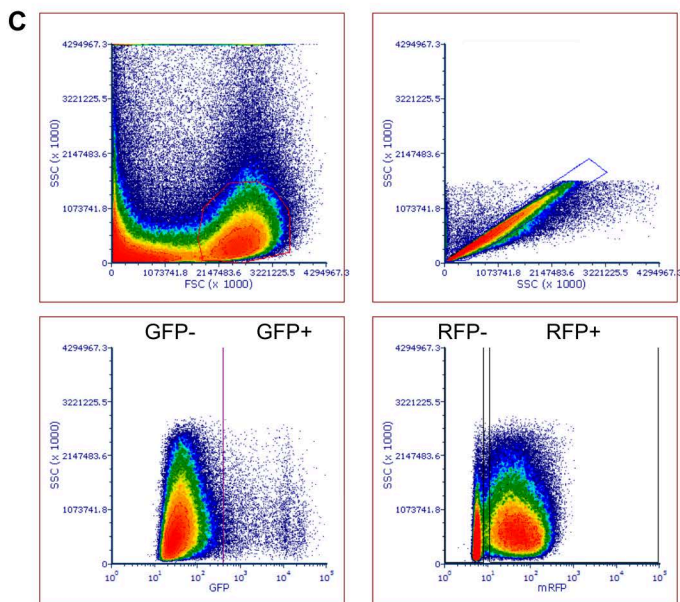 C
4294967.3
3221225.5
2147483.6
1073741.8
0
SSC (x 1000)
0 1073741.8 2147483.6 3221225.5 4294967.3
FSC (x 1000)
4294967.3
3221225.5
2147483.6
1073741.8
0
SSC (x 1000)
0 1073741.8 2147483.6 3221225.5 4294967.3
SSC (x 1000)
GFP- GFP+
4294967.3
3221225.5
2147483.6
1073741.8
0
SSC (x 1000)
10⁰ 10¹ 10² 10³ 10⁴ 10⁵
GFP
RFP- RFP+
4294967.3
3221225.5
2147483.6
1073741.8
0
SSC (x 1000)
10⁰ 10¹ 10² 10³ 10⁴ 10⁵
mRFP